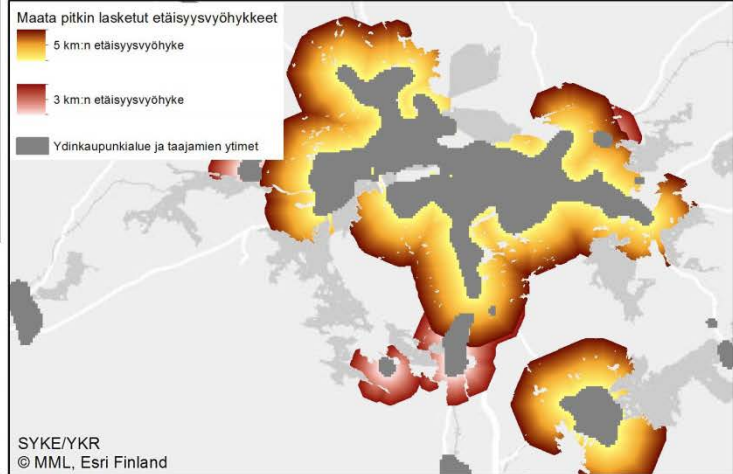 Maata pitkin lasketut etäisyysvyöhykkeet
5 km:n etäisyysvyöhyke
3 km:n etäisyysvyöhyke
Ydinkaupunkialue ja taajamien ytimet
SYKE/YKR
© MML, Esri Finland